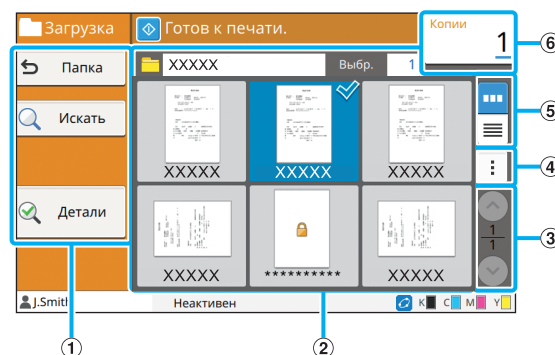 Загрузка
Готов к печати.
Копии
1
Папка
Искать
Детали
XXXXX
Выбр.
1
XXXXX
XXXXX
XXXXX
XXXXX
**********
XXXXX
1
1
J.Smith
Неактивен
K C M Y
1
2
3
4
5
6